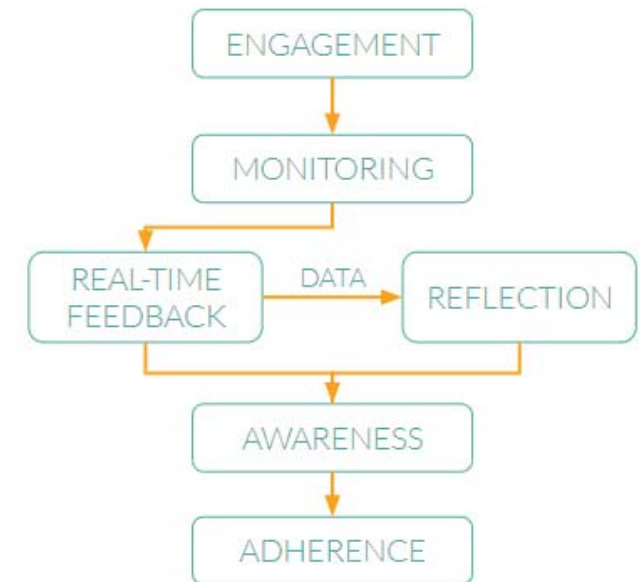 ENGAGEMENT
MONITORING
REAL-TIME
FEEDBACK
DATA
REFLECTION
AWARENESS
ADHERENCE